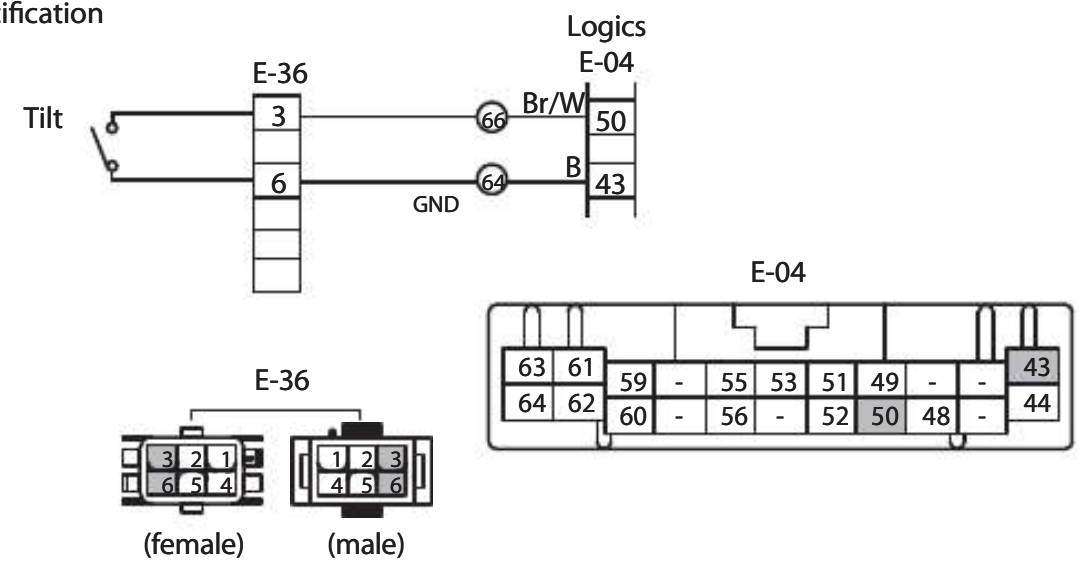 ification
Logics
E-04
E-36
Tilt
3
66
Br/W
50
6
64
B
43
GND
E-04
63 61 43
59 - 55 53 51 49 - -
64 62 44
60 - 56 - 52 50 48 -
E-36
3 2 1
6 5 4
1 2 3
4 5 6
(female)
(male)